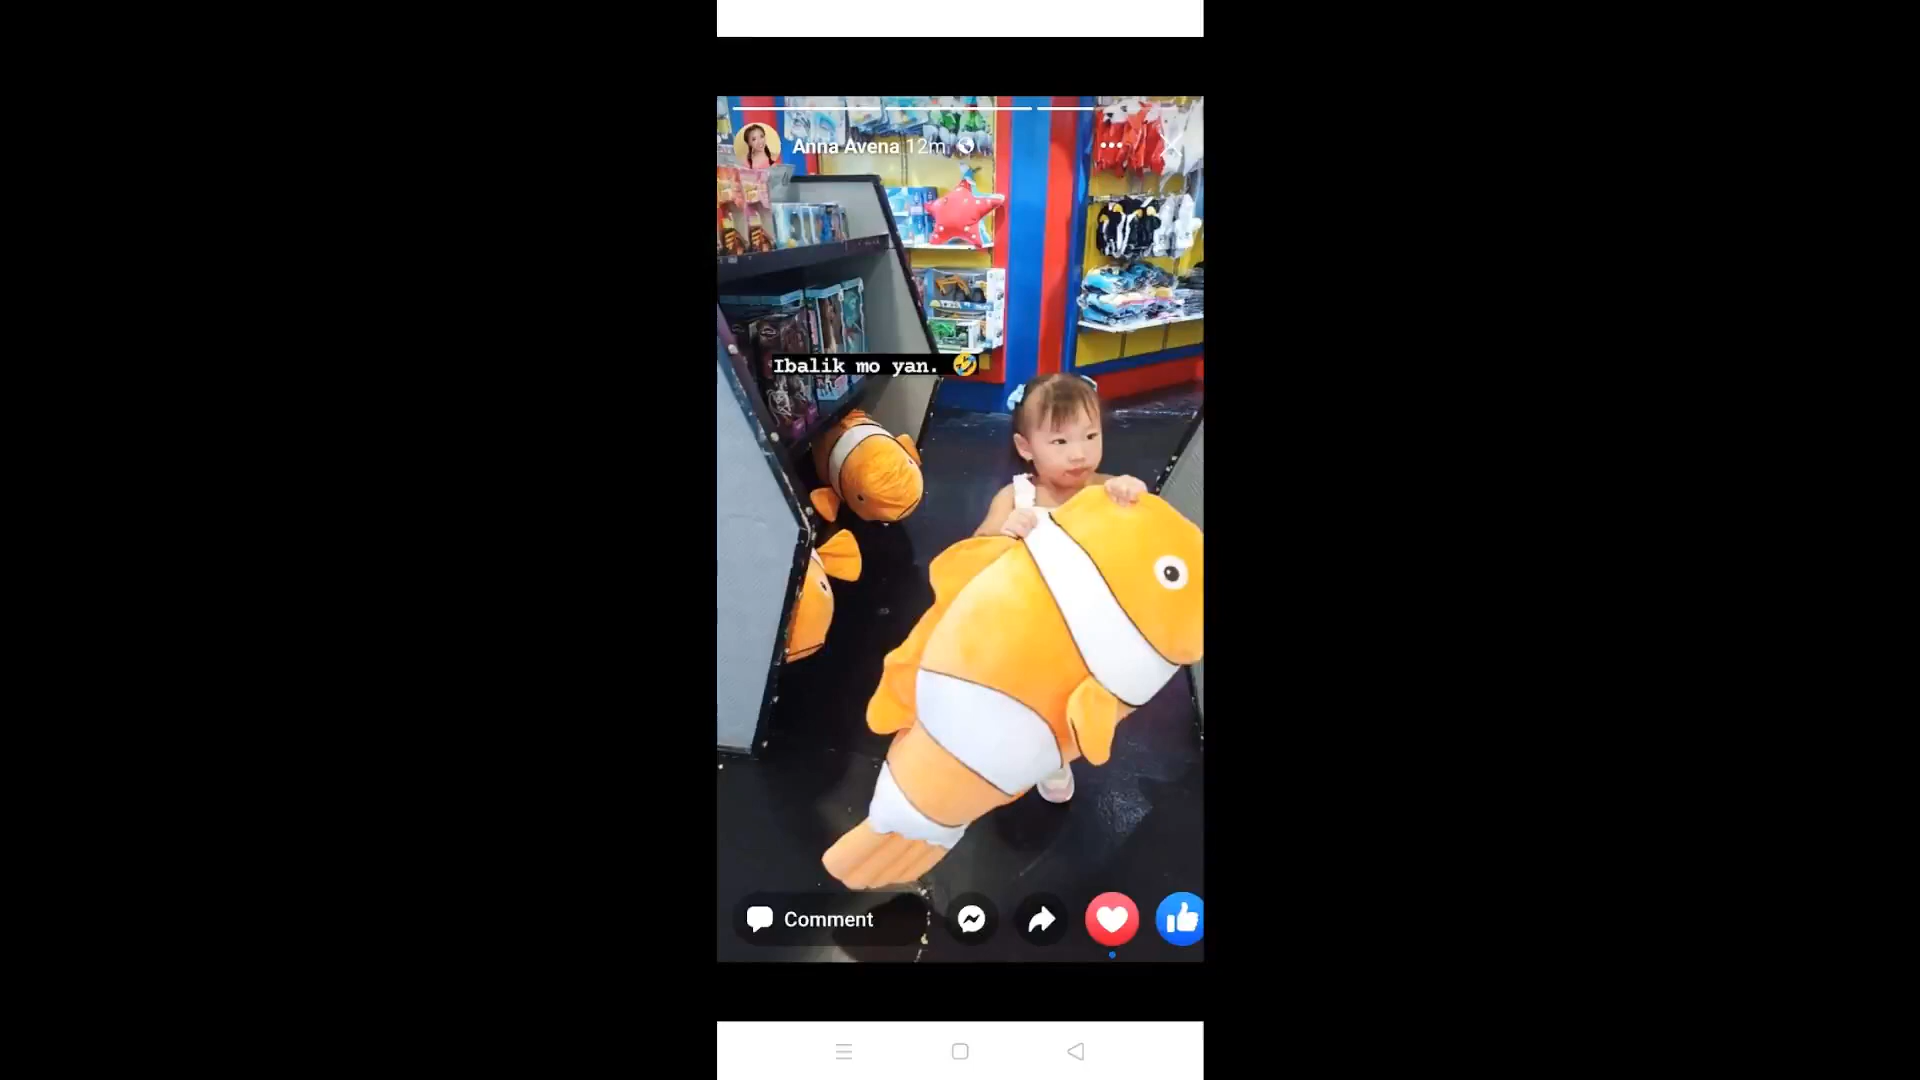 Anna Avena 12m
Ibalik mo yan. 🤣
Comment